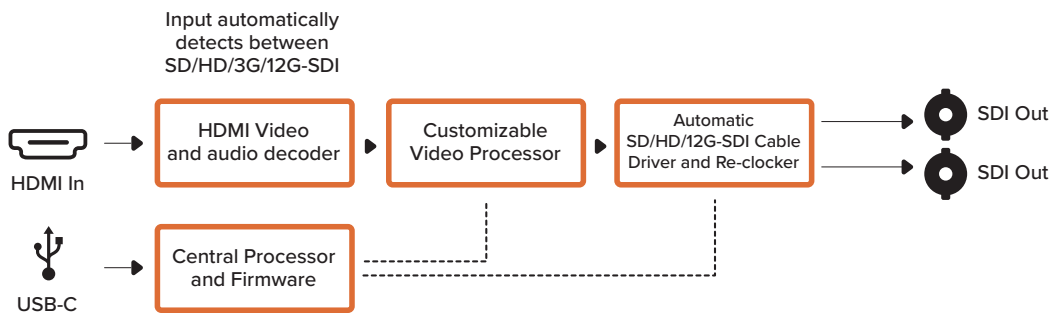 Input automatically
detects between
SD/HD/3G/12G-SDI
HDMI In
HDMI Video
and audio decoder
Customizable
Video Processor
Automatic
SD/HD/12G-SDI Cable
Driver and Re-clocker
SDI Out
SDI Out
USB-C
Central Processor
and Firmware